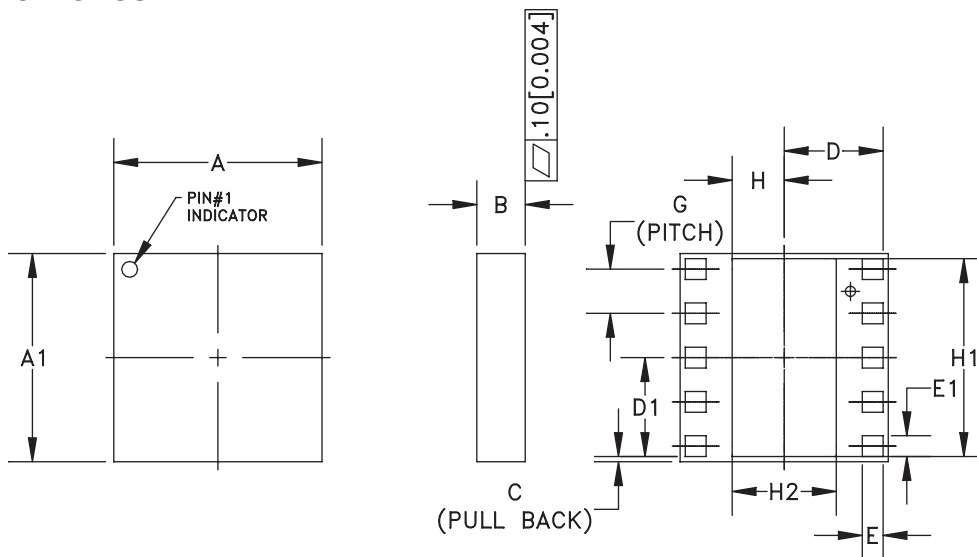 .10[0.004]
A
D
H
PIN#1
INDICATOR
B
G
(PITCH)
A1
H1
E1
D1
H2
C
(PULL BACK)
E